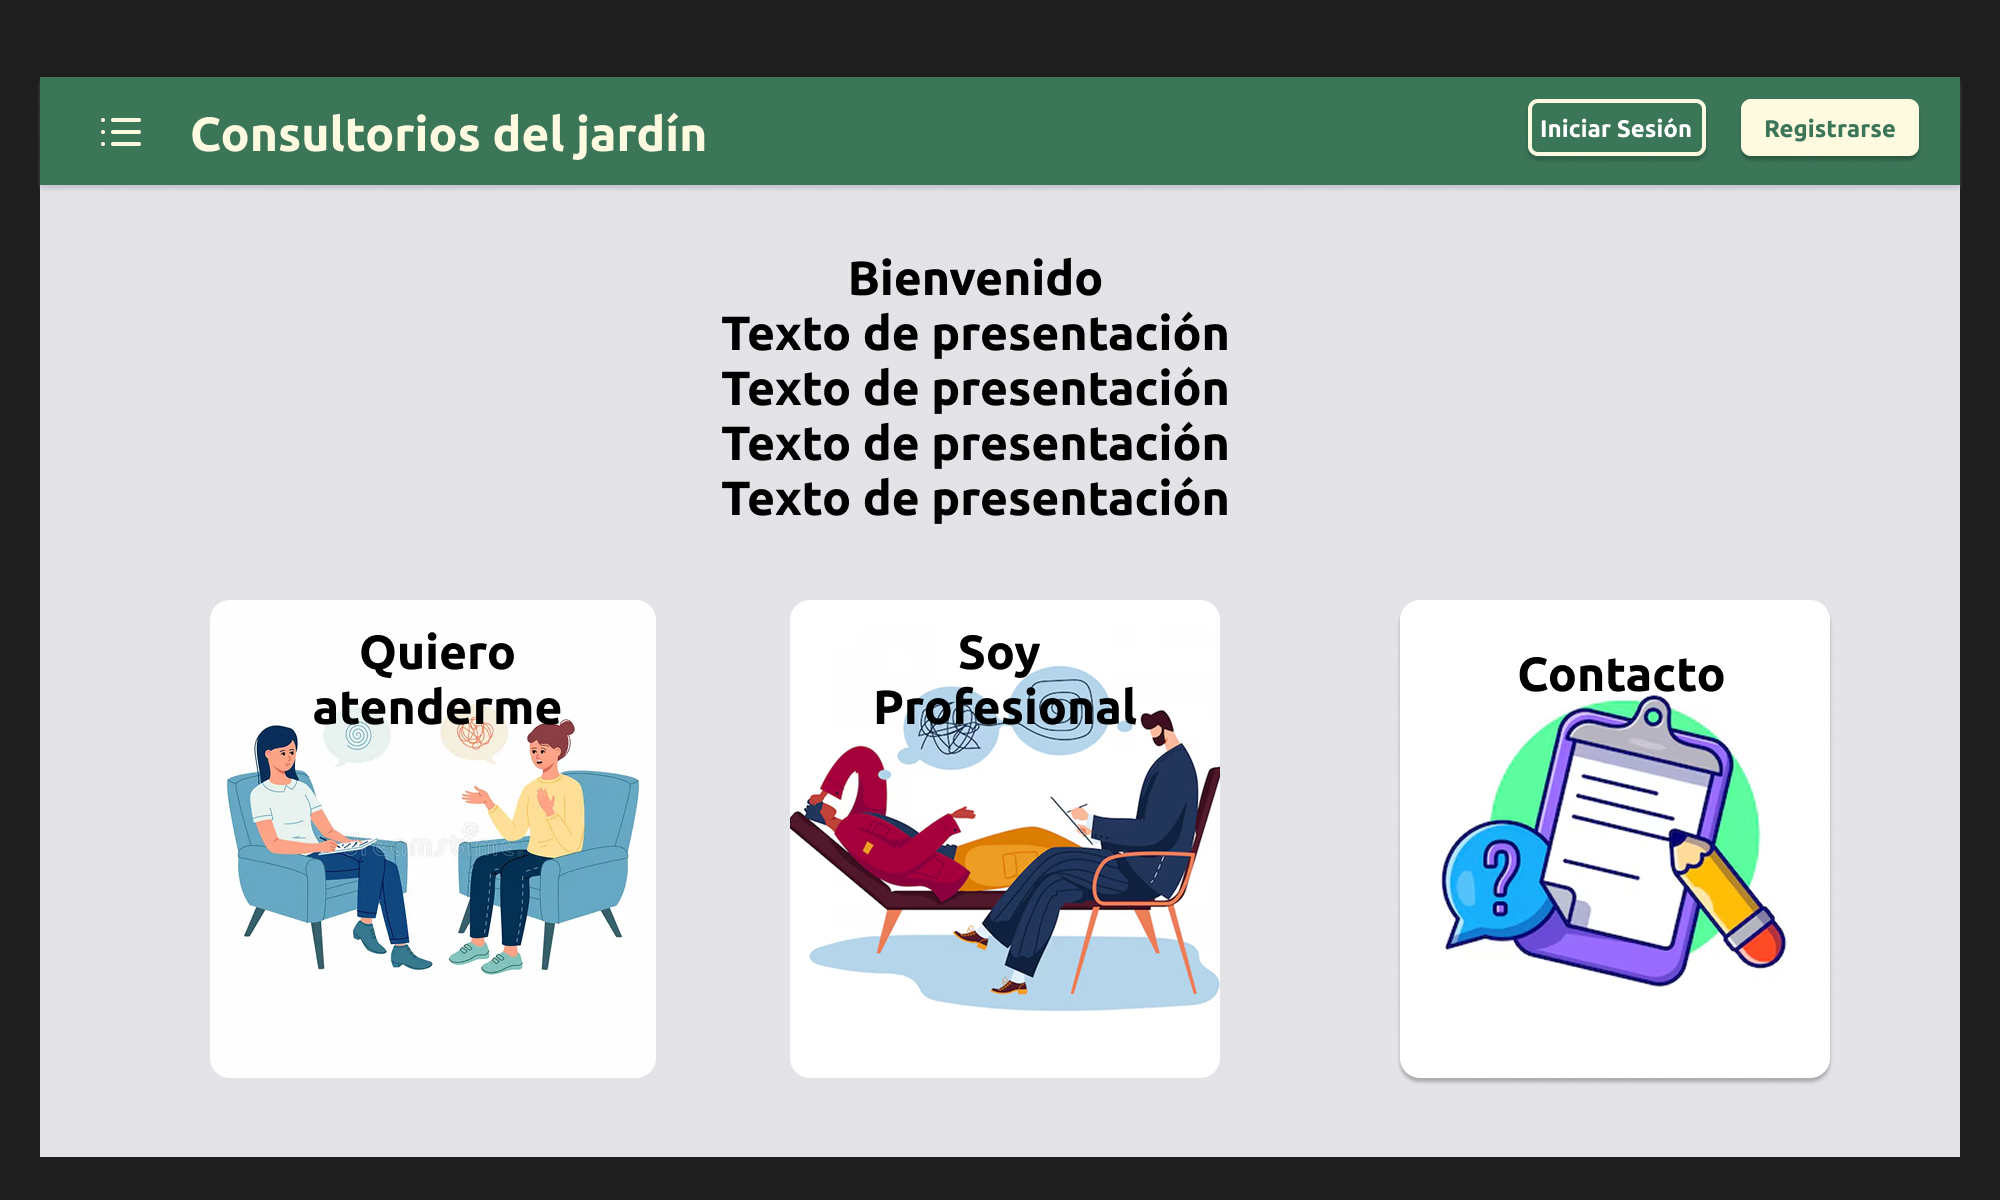 Consultorios del jardín
Iniciar Sesión
Registrarse
Bienvenido
Texto de presentación
Texto de presentación
Texto de presentación
Texto de presentación
Quiero
atenderme
Soy
Profesional
Contacto
?